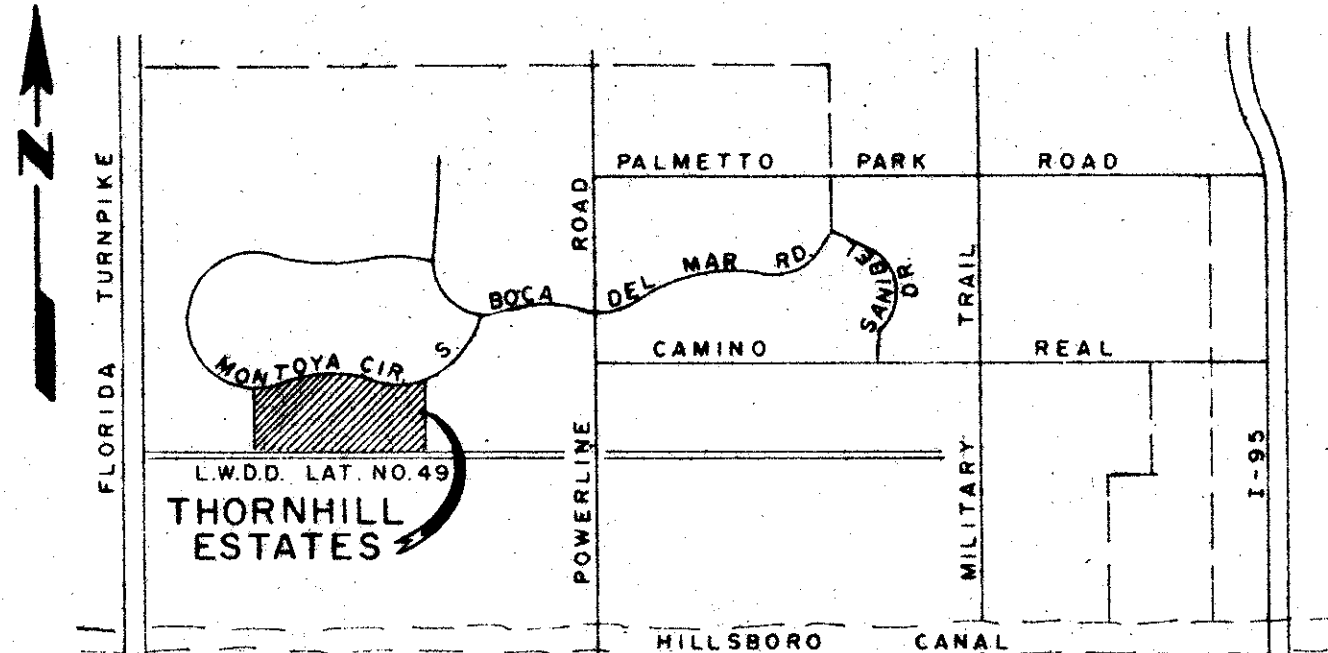 N
FLORIDA TURNPIKE
PALMETTO PARK ROAD
POWERLINE ROAD
BOCA DEL MAR RD.
SANIBEL DR.
MILITARY TRAIL
CAMINO REAL
MONTOYA CIR. S.
I-95
L.W.D.D. LAT. NO. 49
THORNHILL
ESTATES
HILLSBORO CANAL